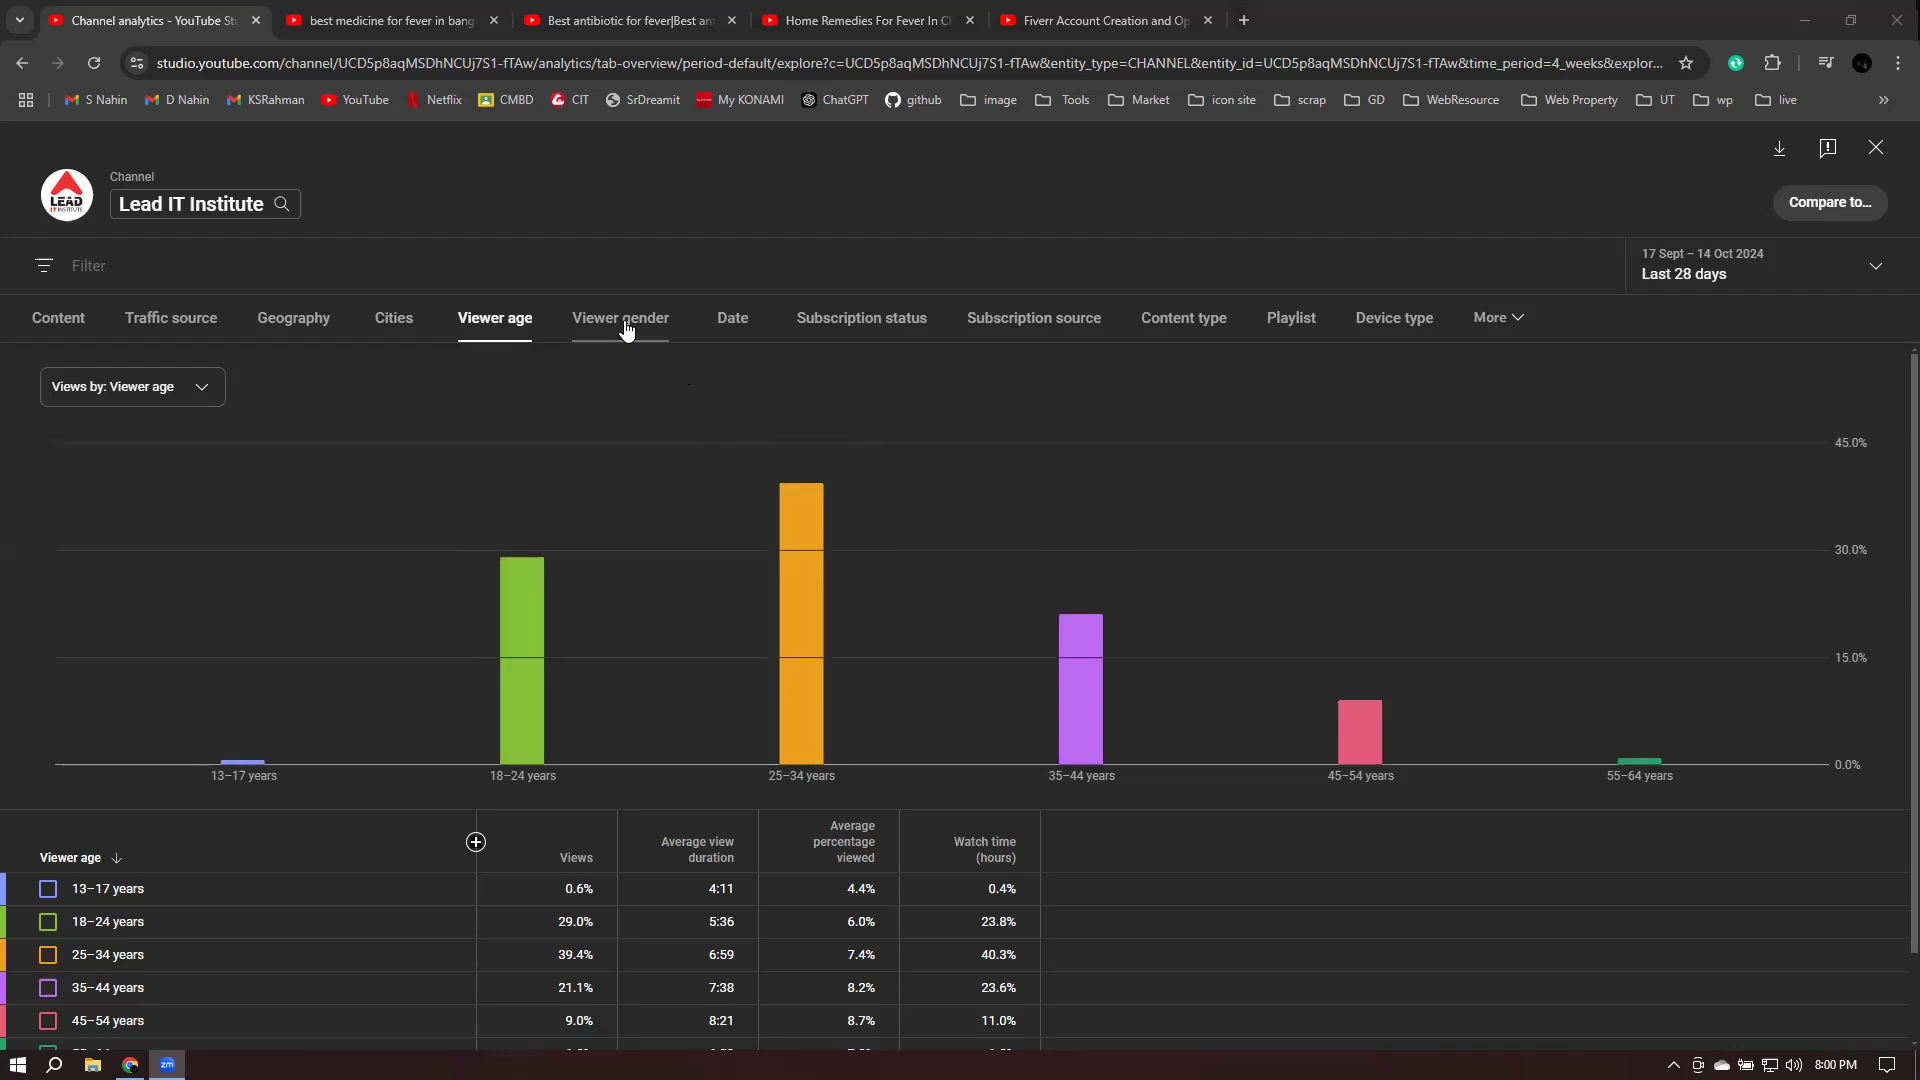 Channel analytics - YouTube St
best medicine for fever in bang
Best antibiotic for fever|Best an
Home Remedies For Fever In C
Fiverr Account Creation and Op
studio.youtube.com/channel/UCD5p8aqMSDhNCUj7S1-fTAw/analytics/tab-overview/period-default/explore?c=UCD5p8aqMSDhNCUj7S1-fTAw&entity_type=CHANNEL&entity_id=UCD5p8aqMSDhNCUj7S1-fTAw&time_period=4_weeks&explor...
S Nahin D Nahin KSRahman YouTube Netflix CMBD CIT SrDreamit My KONAMI ChatGPT github image Tools Market icon site scrap GD WebResource Web Property UT wp live
LEAD
IT INSTITUTE
Channel
Lead IT Institute
Compare to...
Filter
17 Sept – 14 Oct 2024
Last 28 days
Content Traffic source Geography Cities Viewer age Viewer gender Date Subscription status Subscription source Content type Playlist Device type More
Views by: Viewer age
45.0%
30.0%
15.0%
0.0%
13–17 years 18–24 years 25–34 years 35–44 years 45–54 years 55–64 years
Viewer age Views Average view duration Average percentage viewed Watch time (hours)
13–17 years 0.6% 4:11 4.4% 0.4%
18–24 years 29.0% 5:36 6.0% 23.8%
25–34 years 39.4% 6:59 7.4% 40.3%
35–44 years 21.1% 7:38 8.2% 23.6%
45–54 years 9.0% 8:21 8.7% 11.0%
zm
8:00 PM